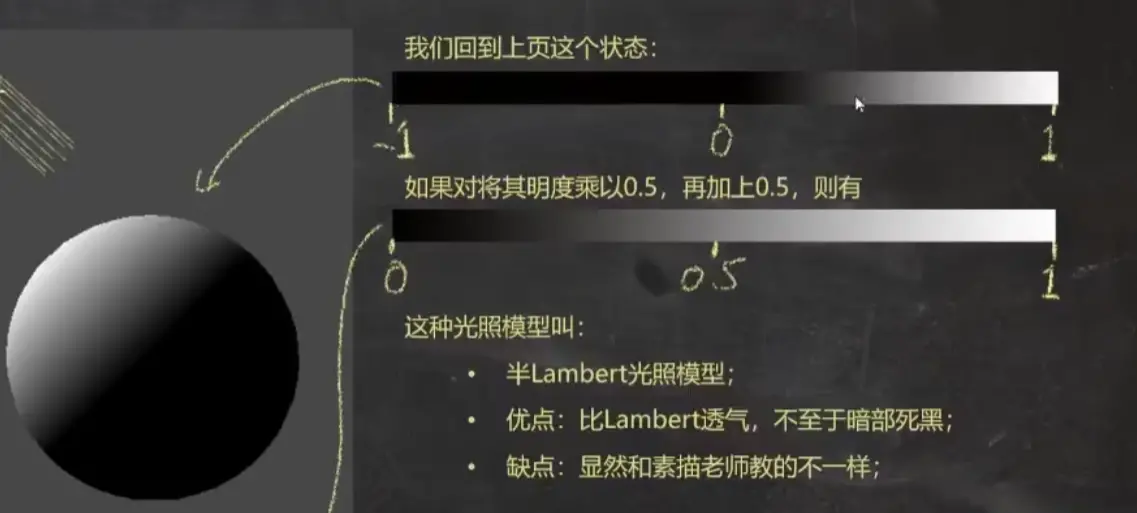 我们回到上页这个状态：
-1 0 1
如果对将其明度乘以0.5，再加上0.5，则有
0 0.5 1
这种光照模型叫：
• 半Lambert光照模型；
• 优点：比Lambert透气，不至于暗部死黑；
• 缺点：显然和素描老师教的不一样；